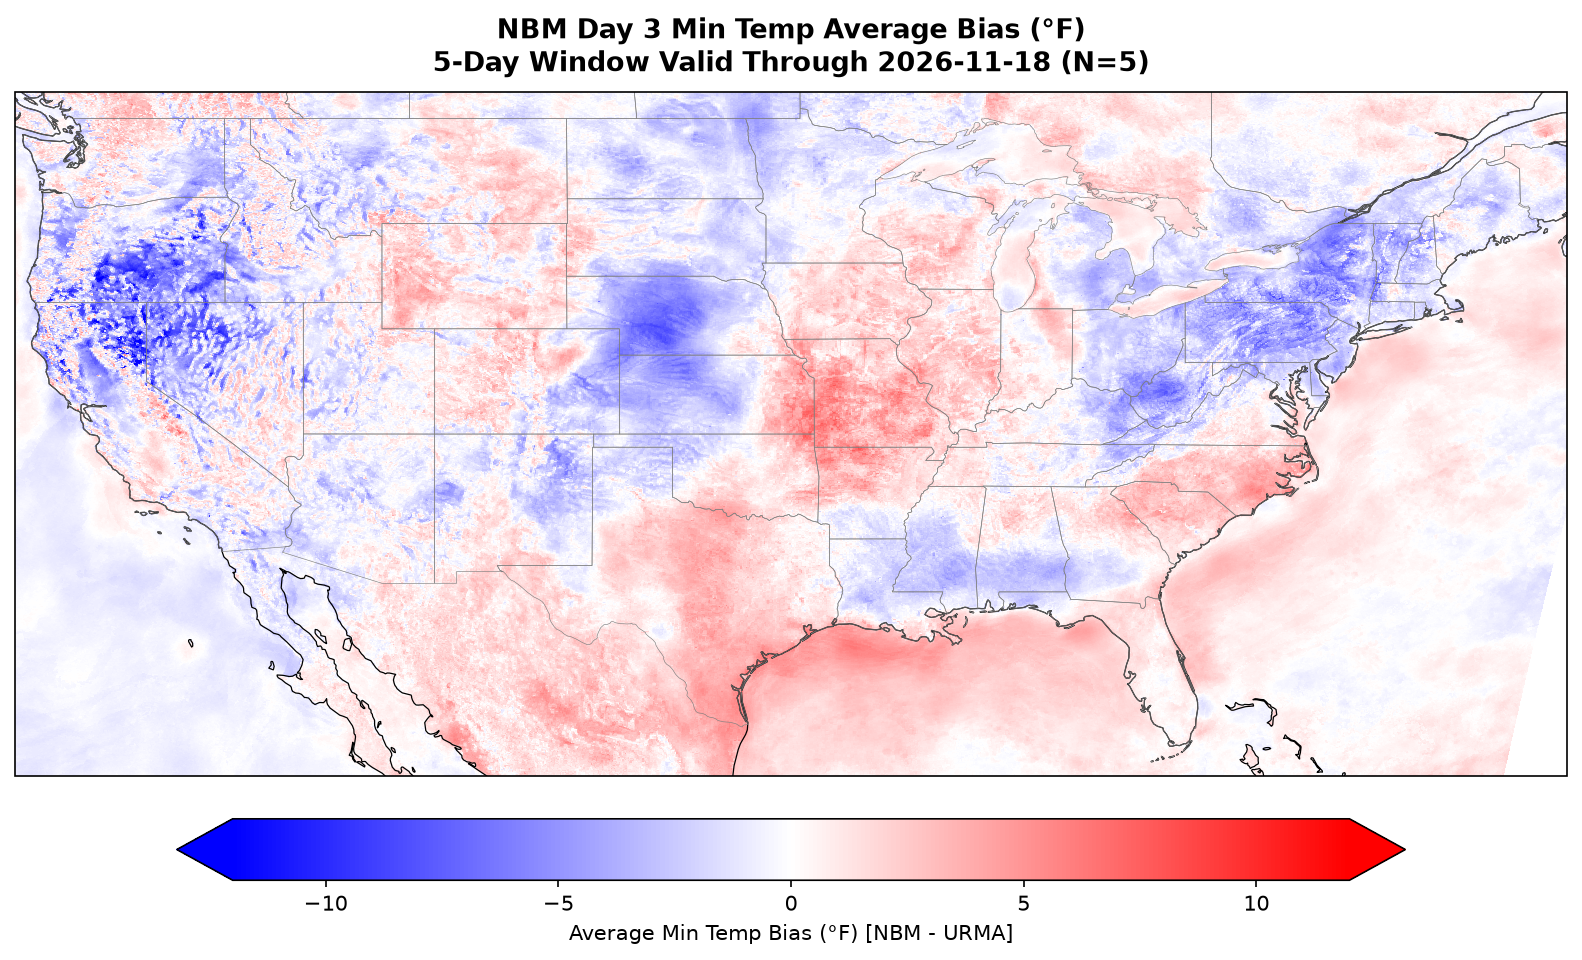 NBM Day 3 Min Temp Average Bias (°F)
5-Day Window Valid Through 2026-11-18 (N=5)
−10 −5 0 5 10
Average Min Temp Bias (°F) [NBM - URMA]